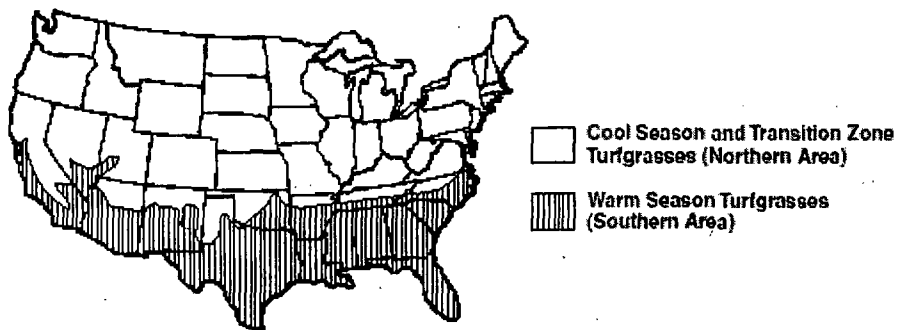 Cool Season and Transition Zone
Turfgrasses (Northern Area)
Warm Season Turfgrasses
(Southern Area)